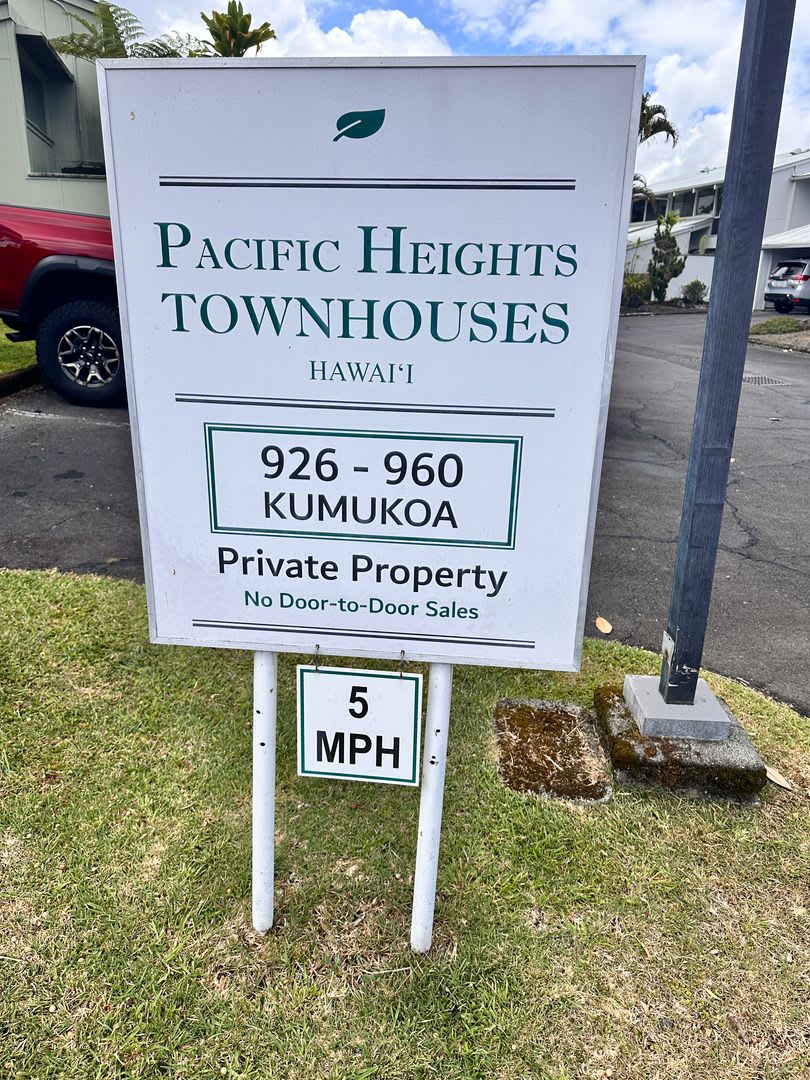 PACIFIC HEIGHTS
TOWNHOUSES
HAWAIʻI
926 - 960
KUMUKOA
Private Property
No Door-to-Door Sales
5
MPH